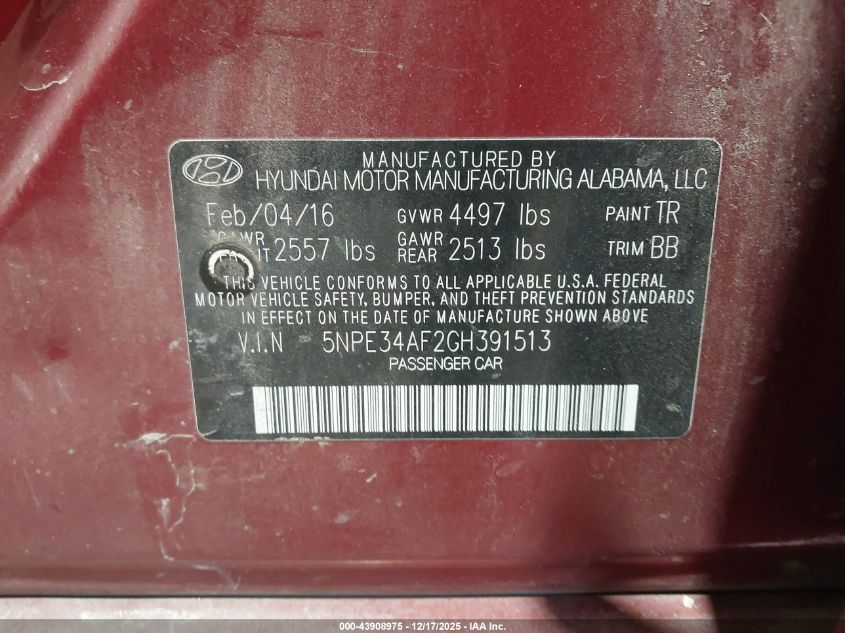 MANUFACTURED BY
HYUNDAI MOTOR MANUFACTURING ALABAMA, LLC
Feb/04/16 GVWR 4497 lbs PAINT TR
GAWR 2557 lbs GAWR REAR 2513 lbs TRIM BB
THIS VEHICLE CONFORMS TO ALL APPLICABLE U.S.A. FEDERAL
MOTOR VEHICLE SAFETY, BUMPER, AND THEFT PREVENTION STANDARDS
IN EFFECT ON THE DATE OF MANUFACTURE SHOWN ABOVE
V.I.N 5NPE34AF2GH391513
PASSENGER CAR
000-43908975 - 12/17/2025 - IAA Inc.